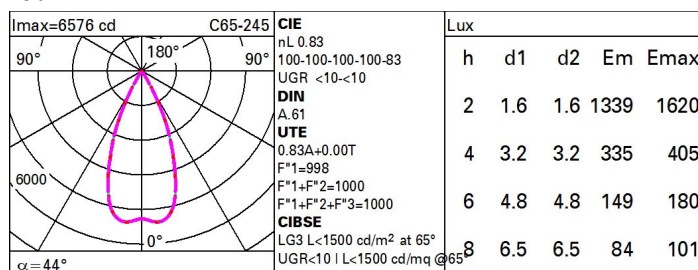 Imax=6576 cd C65-245
90° 180° 90°
6000
0°
α=44°
CIE
nL 0.83
100-100-100-100-83
UGR <10-<10
DIN
A.61
UTE
0.83A+0.00T
F"1=998
F"1+F"2=1000
F"1+F"2+F"3=1000
CIBSE
LG3 L<1500 cd/m² at 65°
UGR<10 | L<1500 cd/mq @65°
Lux
h d1 d2 Em Emax
2 1.6 1.6 1339 1620
4 3.2 3.2 335 405
6 4.8 4.8 149 180
8 6.5 6.5 84 101